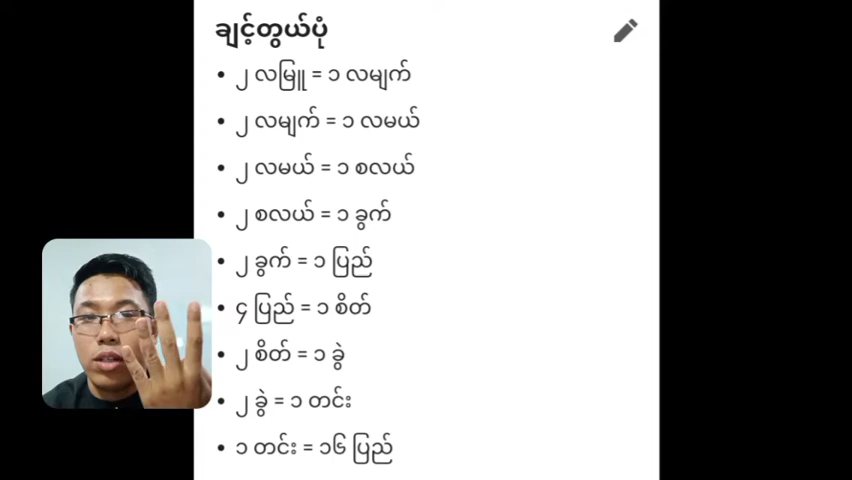 ချင့်တွယ်ပုံ
• ၂ လမြူ = ၁ လမျက်
• ၂ လမျက် = ၁ လမယ်
• ၂ လမယ် = ၁ စလယ်
• ၂ စလယ် = ၁ ခွက်
• ၂ ခွက် = ၁ ပြည်
• ၄ ပြည် = ၁ စိတ်
• ၂ စိတ် = ၁ ခွဲ
• ၂ ခွဲ = ၁ တင်း
• ၁ တင်း = ၁၆ ပြည်